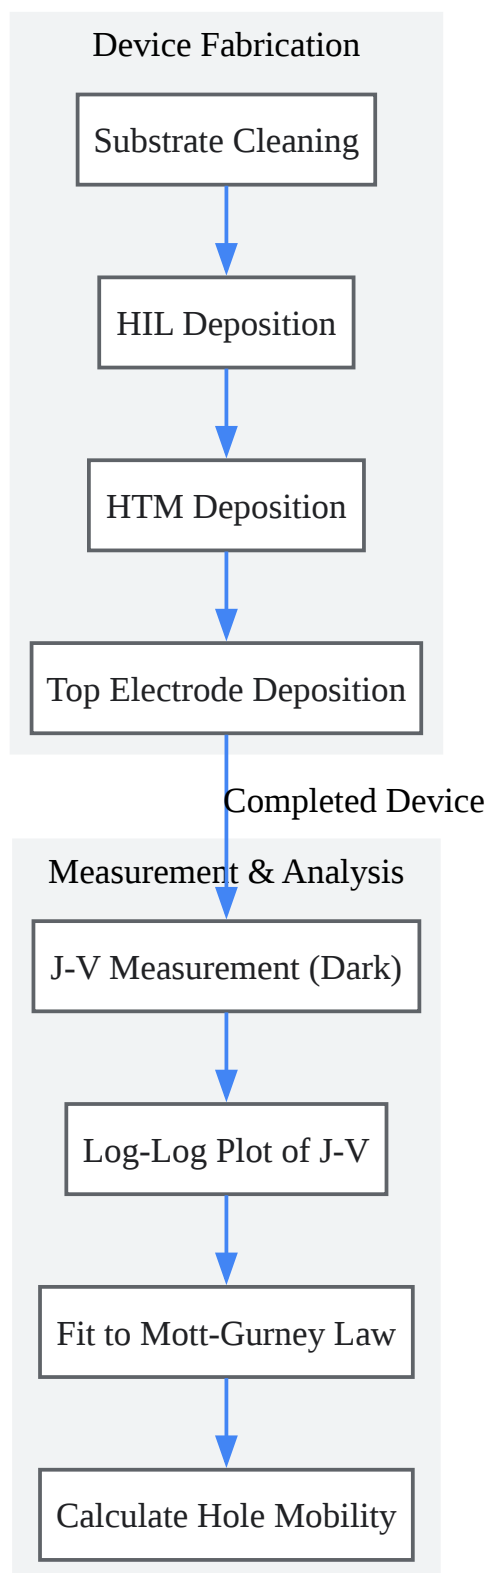 Device Fabrication
Substrate Cleaning
HIL Deposition
HTM Deposition
Top Electrode Deposition
Completed Device
Measurement & Analysis
J-V Measurement (Dark)
Log-Log Plot of J-V
Fit to Mott-Gurney Law
Calculate Hole Mobility